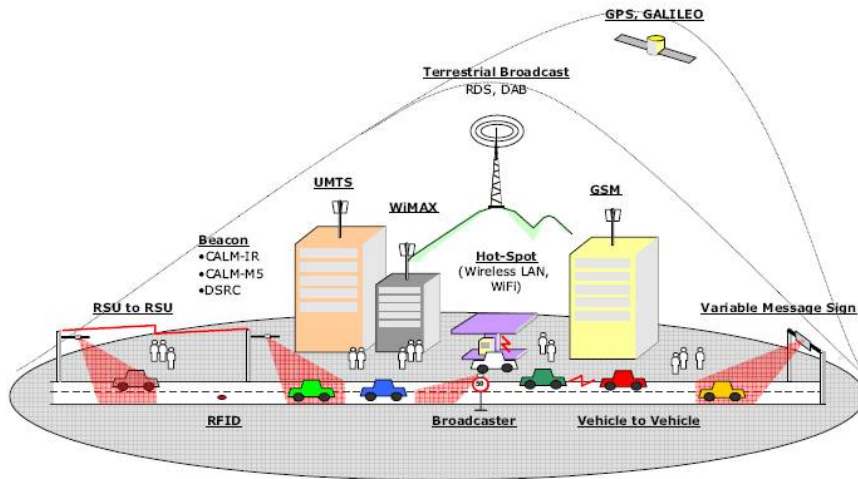 GPS, GALILEO
Terrestrial Broadcast
RDS, DAB
UMTS
WiMAX
GSM
Beacon
•CALM-IR
•CALM-M5
•DSRC
Hot-Spot
(Wireless LAN,
WiFi)
RSU to RSU
Variable Message Sign
50
RFID
Broadcaster
Vehicle to Vehicle